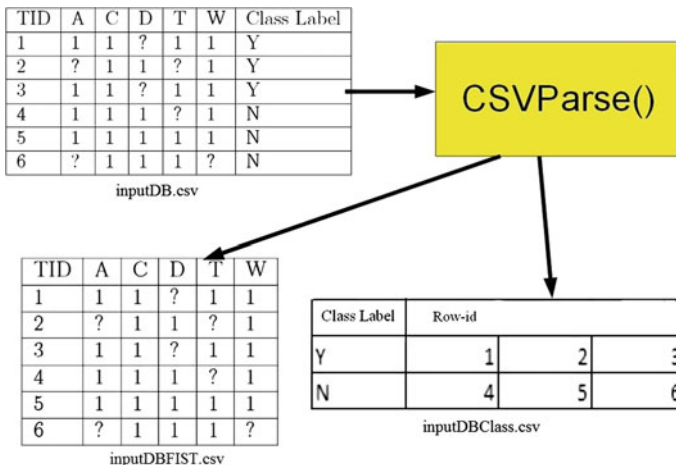 TID A C D T W Class Label
1 1 1 ? 1 1 Y
2 ? 1 1 ? 1 Y
3 1 1 ? 1 1 Y
4 1 1 1 ? 1 N
5 1 1 1 1 1 N
6 ? 1 1 1 ? N
inputDB.csv
CSVParse()
TID A C D T W
1 1 1 ? 1 1
2 ? 1 1 ? 1
3 1 1 ? 1 1
4 1 1 1 ? 1
5 1 1 1 1 1
6 ? 1 1 1 ?
inputDBFIST.csv
Class Label Row-id
Y 1 2 3
N 4 5 6
inputDBClass.csv